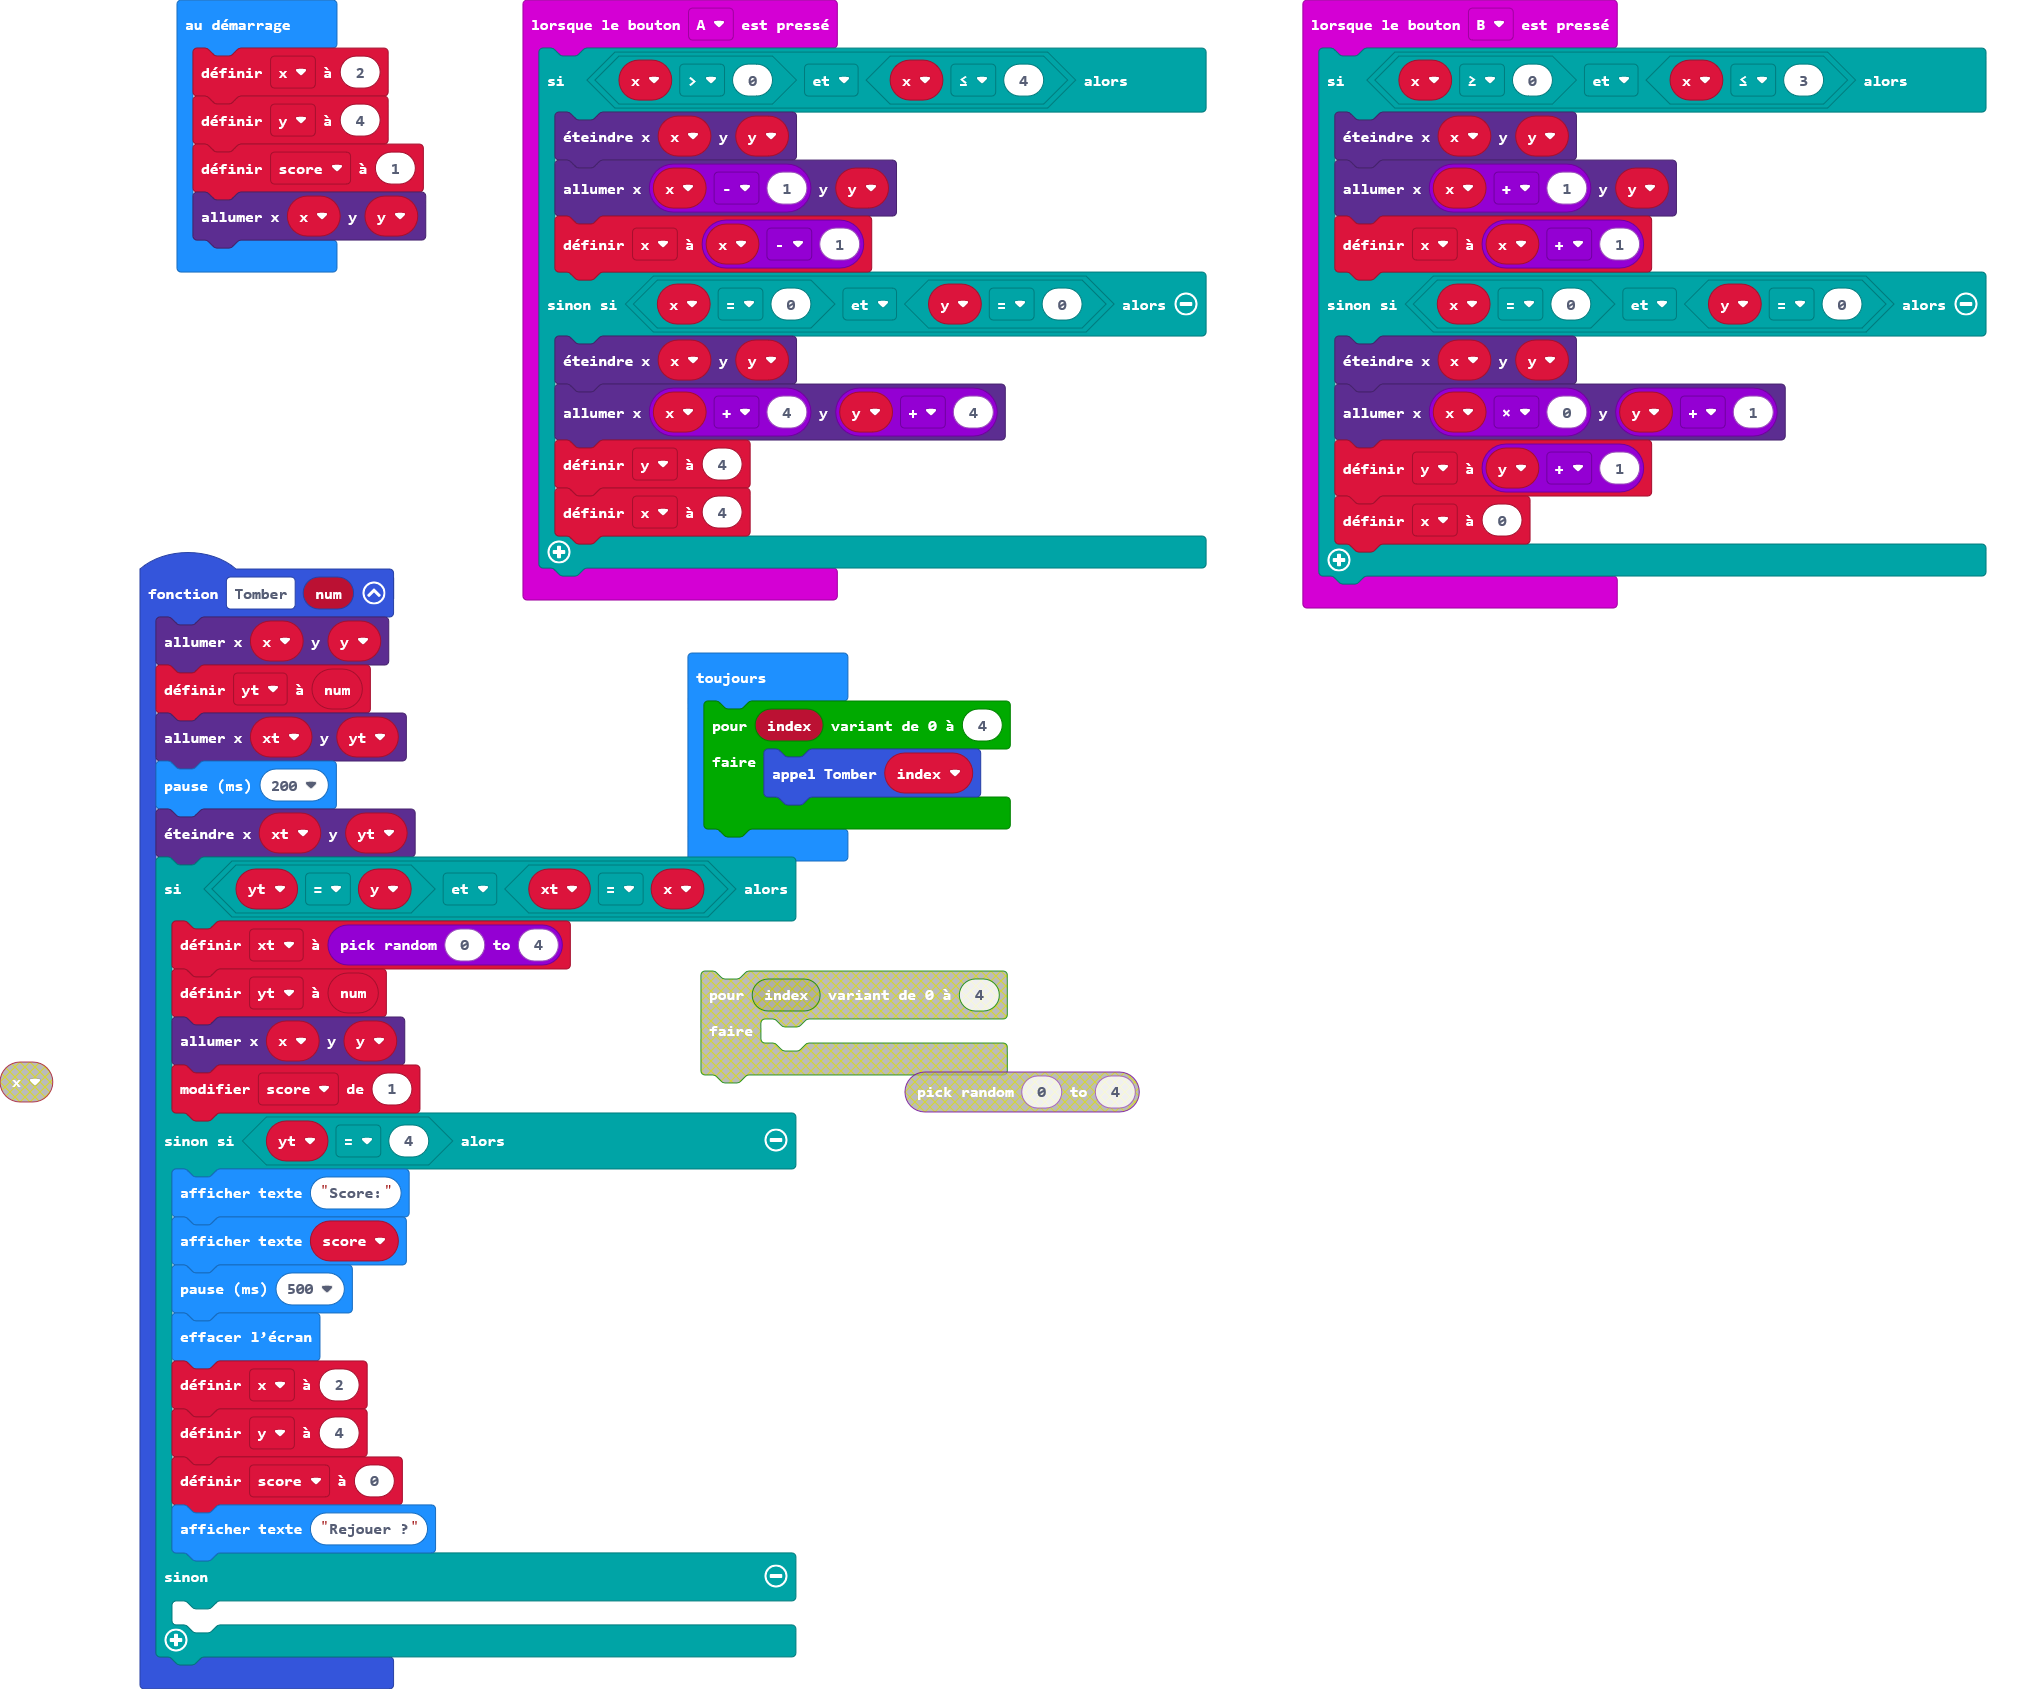 au démarrage
définir x à 2
définir y à 4
définir score à 1
allumer x x y y
lorsque le bouton A est pressé
si x > 0 et x ≤ 4 alors
éteindre x x y y
allumer x x - 1 y y
définir x à x - 1
sinon si x = 0 et y = 0 alors
éteindre x x y y
allumer x x + 4 y y + 4
définir y à 4
définir x à 4
lorsque le bouton B est pressé
si x ≥ 0 et x ≤ 3 alors
éteindre x x y y
allumer x x + 1 y y
définir x à x + 1
sinon si x = 0 et y = 0 alors
éteindre x x y y
allumer x x × 0 y y + 1
définir y à y + 1
définir x à 0
fonction Tomber num
allumer x x y y
définir yt à num
allumer x xt y yt
pause (ms) 200
éteindre x xt y yt
si yt = y et xt = x alors
définir xt à pick random 0 to 4
définir yt à num
allumer x x y y
modifier score de 1
sinon si yt = 4 alors
afficher texte "Score:"
afficher texte score
pause (ms) 500
effacer l’écran
définir x à 2
définir y à 4
définir score à 0
afficher texte "Rejouer ?"
sinon
toujours
pour index variant de 0 à 4
faire appel Tomber index
pour index variant de 0 à 4
faire
pick random 0 to 4
x